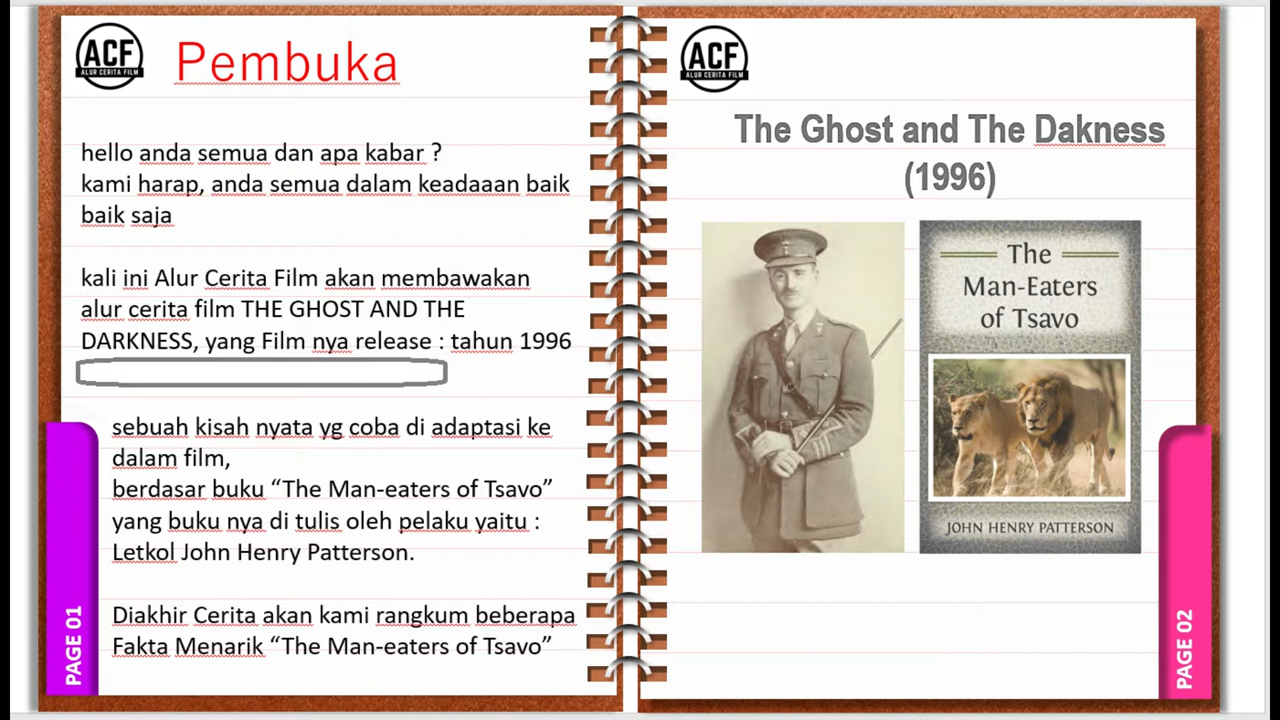 ACF
ALUR CERITA FILM
Pembuka
hello anda semua dan apa kabar ?
kami harap, anda semua dalam keadaaan baik
baik saja
kali ini Alur Cerita Film akan membawakan
alur cerita film THE GHOST AND THE
DARKNESS, yang Film nya release : tahun 1996
sebuah kisah nyata yg coba di adaptasi ke
dalam film,
berdasar buku “The Man-eaters of Tsavo”
yang buku nya di tulis oleh pelaku yaitu :
Letkol John Henry Patterson.
Diakhir Cerita akan kami rangkum beberapa
Fakta Menarik “The Man-eaters of Tsavo”
PAGE 01
ACF
ALUR CERITA FILM
The Ghost and The Dakness
(1996)
The
Man-Eaters
of Tsavo
JOHN HENRY PATTERSON
PAGE 02